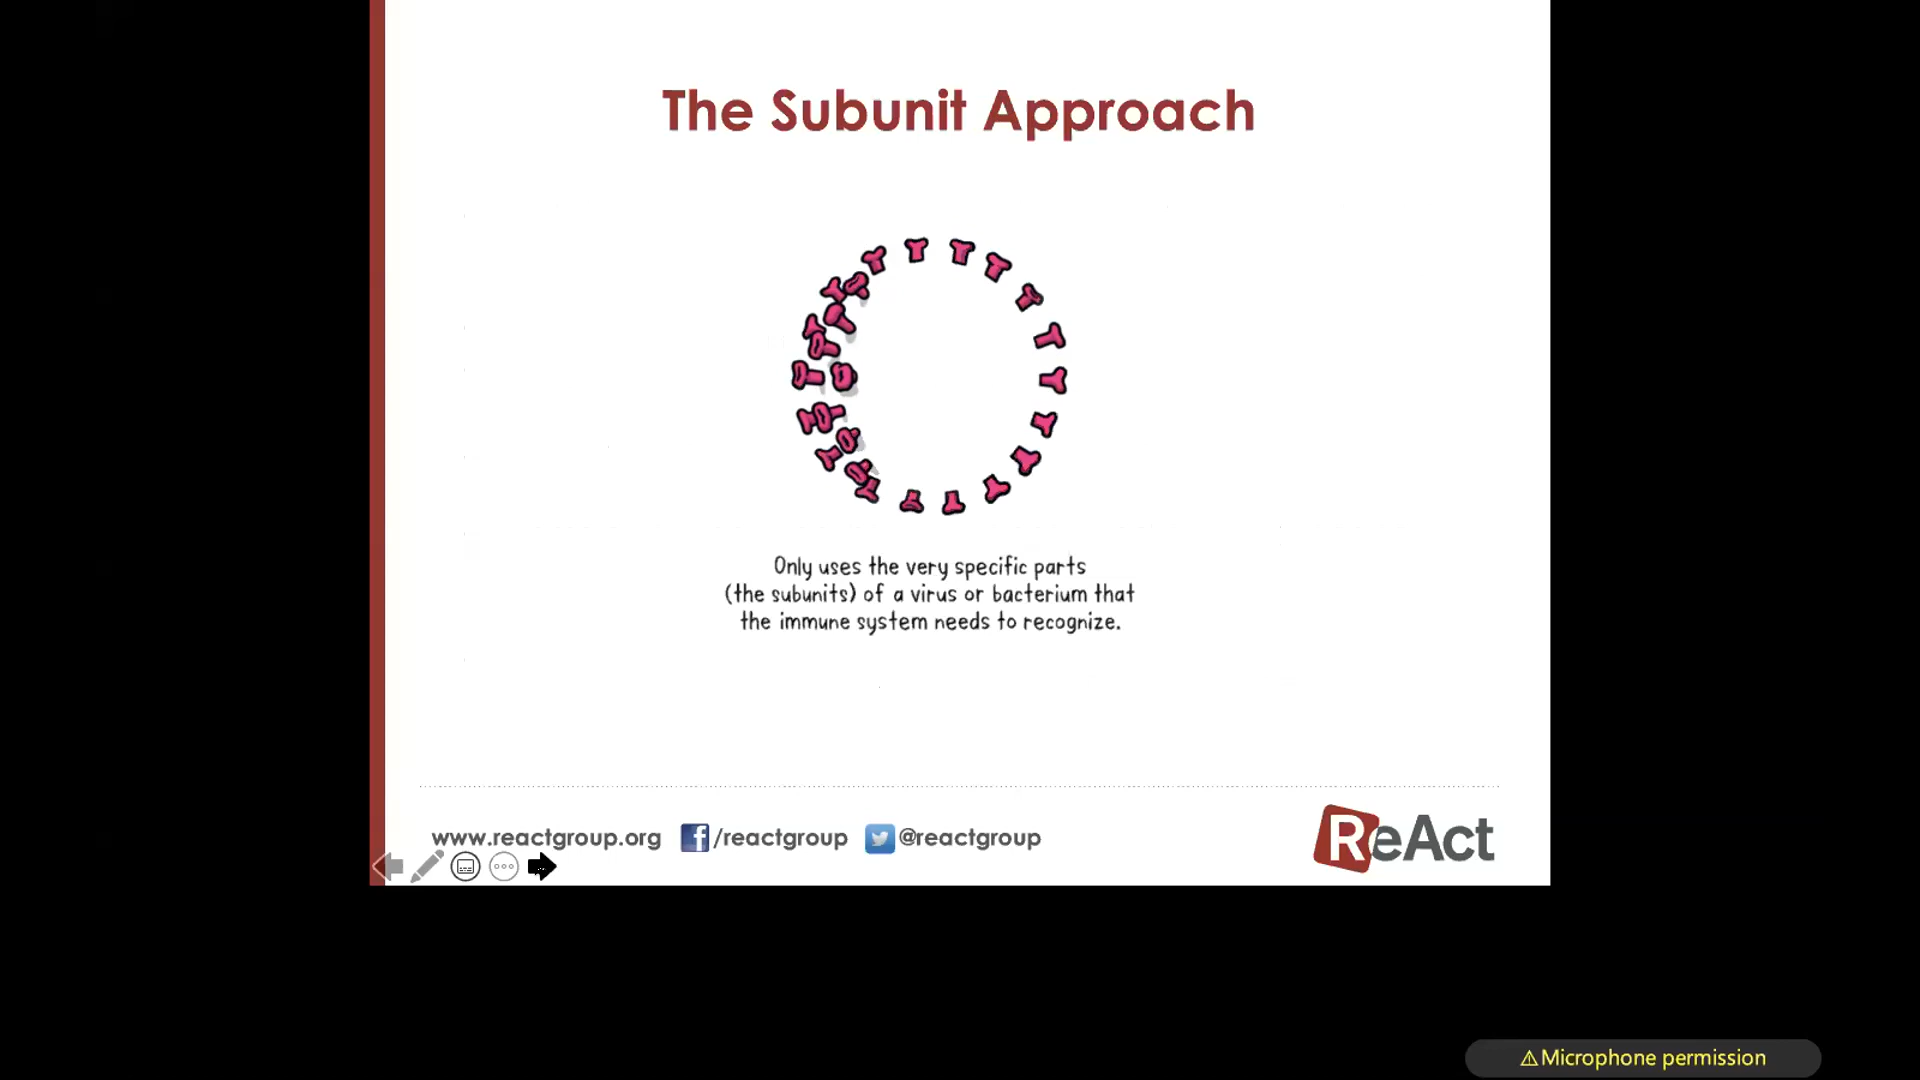 The Subunit Approach
Only uses the very specific parts
(the subunits) of a virus or bacterium that
the immune system needs to recognize.
www.reactgroup.org f/reactgroup @reactgroup
ReAct
⚠Microphone permission